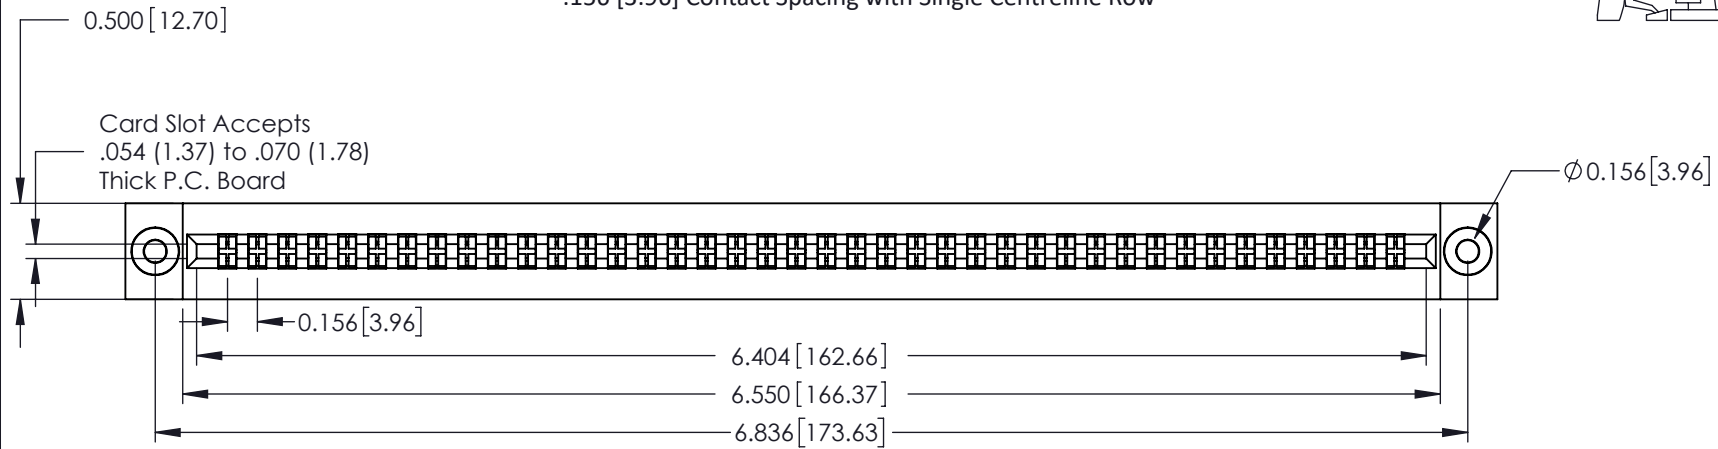 .156 [3.96] Contact Spacing with Single Centreline Row
0.500 [12.70]
Card Slot Accepts
.054 (1.37) to .070 (1.78)
Thick P.C. Board
Ø0.156 [3.96]
0.156 [3.96]
6.404 [162.66]
6.550 [166.37]
6.836 [173.63]